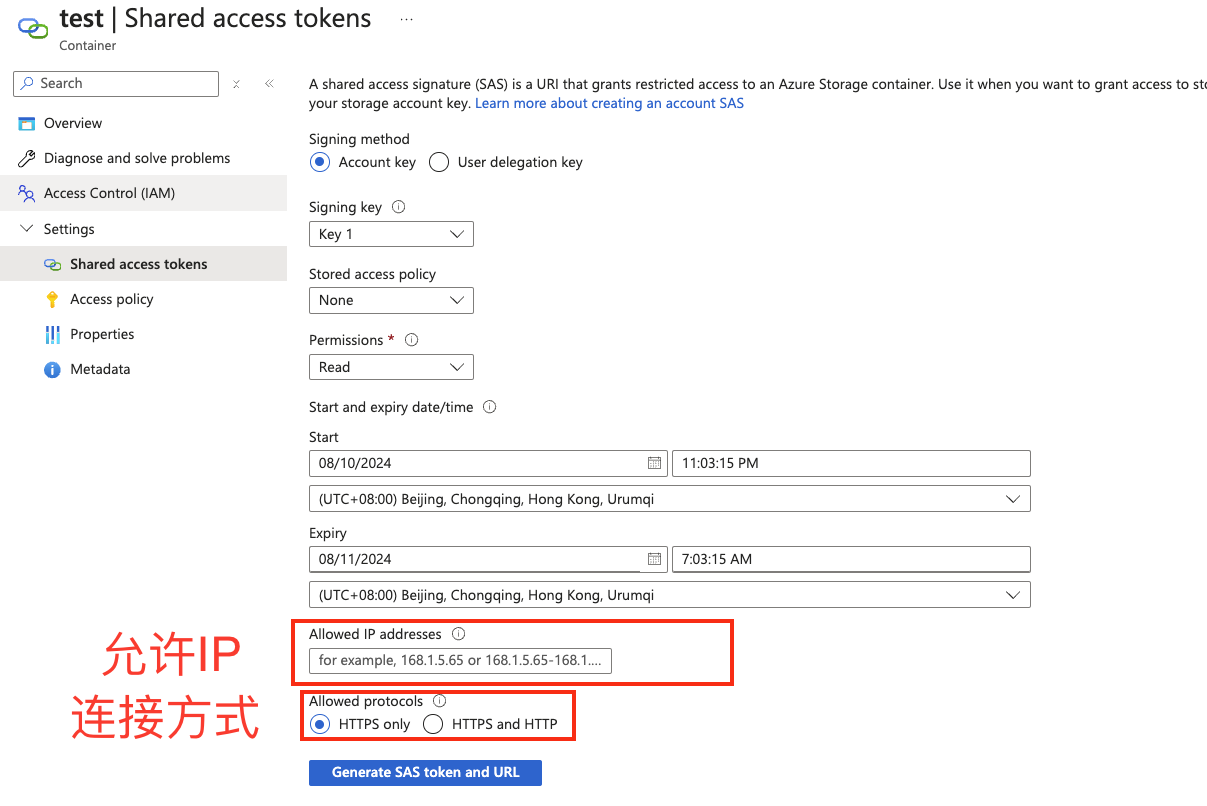 test | Shared access tokens ...
Container
Search
Overview
Diagnose and solve problems
Access Control (IAM)
Settings
Shared access tokens
Access policy
Properties
Metadata
A shared access signature (SAS) is a URI that grants restricted access to an Azure Storage container. Use it when you want to grant access to
your storage account key. Learn more about creating an account SAS
Signing method
Account key User delegation key
Signing key
Key 1
Stored access policy
None
Permissions *
Read
Start and expiry date/time
Start
08/10/2024 11:03:15 PM
(UTC+08:00) Beijing, Chongqing, Hong Kong, Urumqi
Expiry
08/11/2024 7:03:15 AM
(UTC+08:00) Beijing, Chongqing, Hong Kong, Urumqi
允许IP
连接方式
Allowed IP addresses
for example, 168.1.5.65 or 168.1.5.65-168.1....
Allowed protocols
HTTPS only HTTPS and HTTP
Generate SAS token and URL